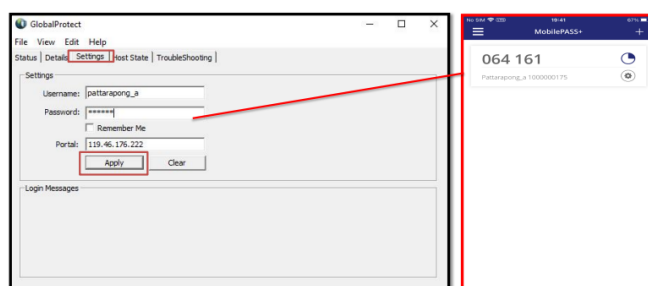 GlobalProtect
File View Edit Help
Status Details Settings Host State TroubleShooting
Settings
Username: pattarapong_a
Password: ******
Remember Me
Portal: 119.46.176.222
Apply Clear
Login Messages
No SIM 16:41 67%
MobilePASS+
064 161
Pattarapong_a 1000000175